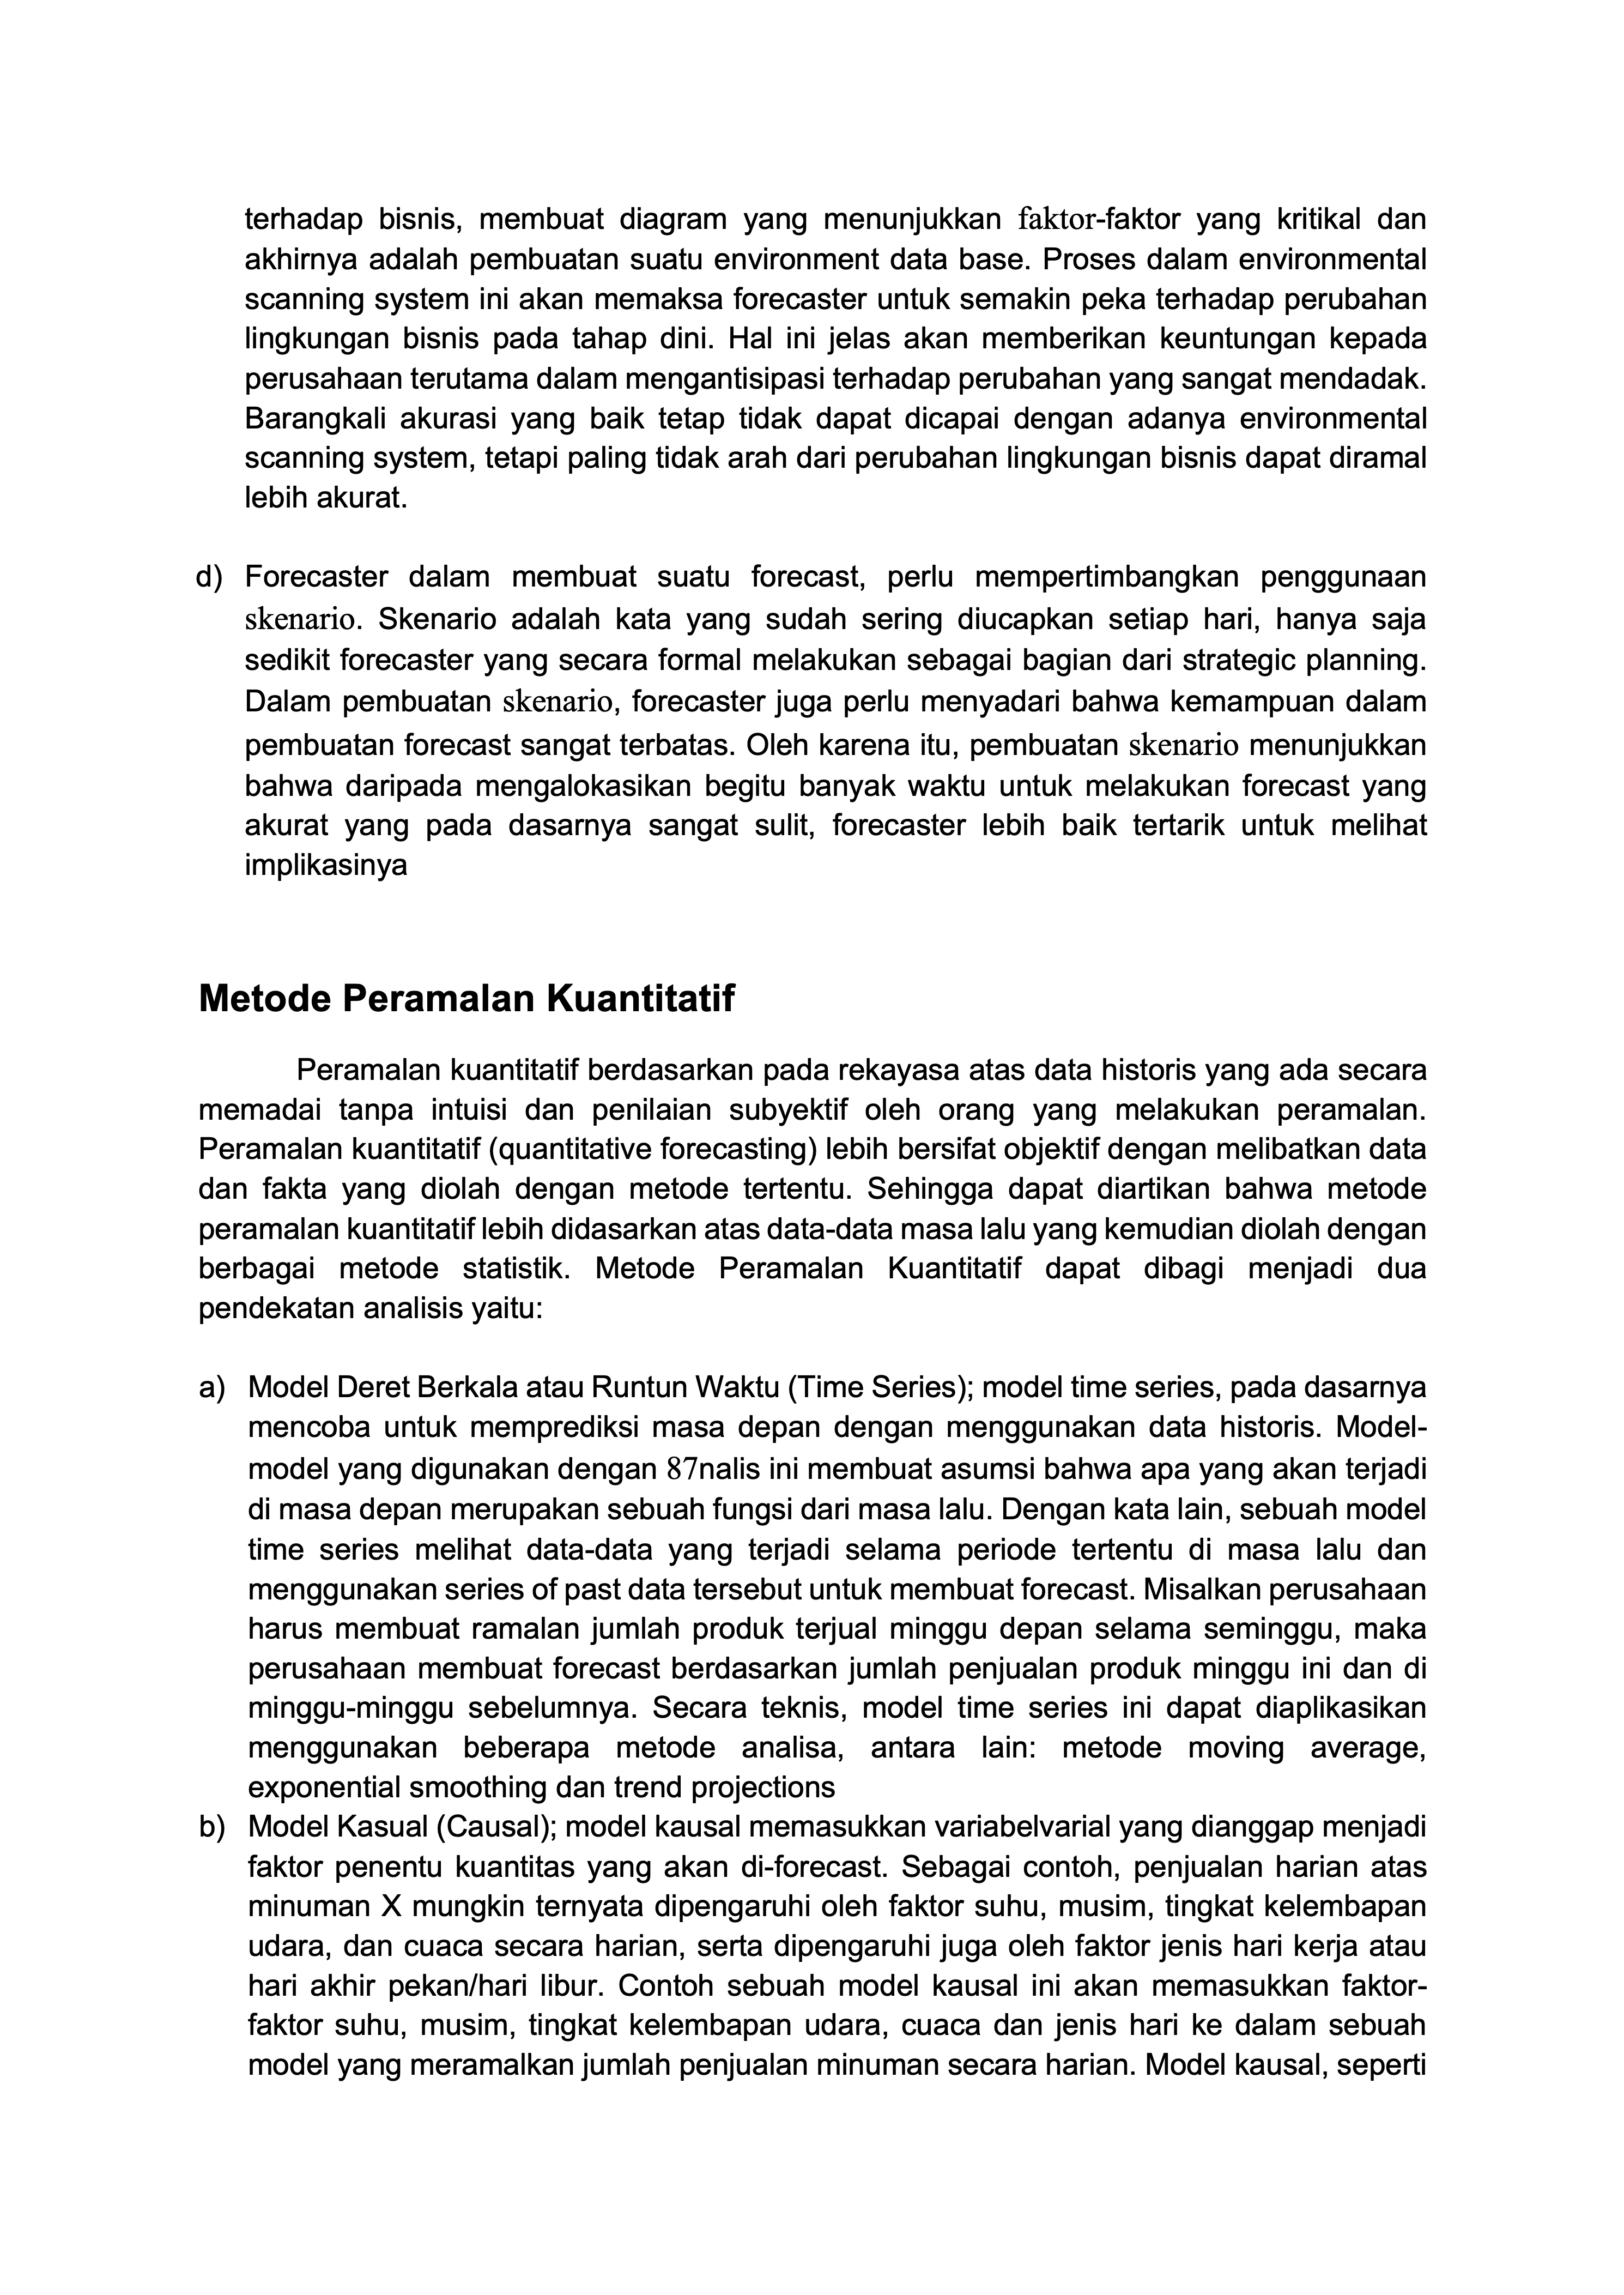 terhadap bisnis, membuat diagram yang menunjukkan faktor-faktor yang kritikal dan
akhirnya adalah pembuatan suatu environment data base. Proses dalam environmental
scanning system ini akan memaksa forecaster untuk semakin peka terhadap perubahan
lingkungan bisnis pada tahap dini. Hal ini jelas akan memberikan keuntungan kepada
perusahaan terutama dalam mengantisipasi terhadap perubahan yang sangat mendadak.
Barangkali akurasi yang baik tetap tidak dapat dicapai dengan adanya environmental
scanning system, tetapi paling tidak arah dari perubahan lingkungan bisnis dapat diramal
lebih akurat.
d) Forecaster dalam membuat suatu forecast, perlu mempertimbangkan penggunaan
skenario. Skenario adalah kata yang sudah sering diucapkan setiap hari, hanya saja
sedikit forecaster yang secara formal melakukan sebagai bagian dari strategic planning.
Dalam pembuatan skenario, forecaster juga perlu menyadari bahwa kemampuan dalam
pembuatan forecast sangat terbatas. Oleh karena itu, pembuatan skenario menunjukkan
bahwa daripada mengalokasikan begitu banyak waktu untuk melakukan forecast yang
akurat yang pada dasarnya sangat sulit, forecaster lebih baik tertarik untuk melihat
implikasinya
Metode Peramalan Kuantitatif
Peramalan kuantitatif berdasarkan pada rekayasa atas data historis yang ada secara
memadai tanpa intuisi dan penilaian subyektif oleh orang yang melakukan peramalan.
Peramalan kuantitatif (quantitative forecasting) lebih bersifat objektif dengan melibatkan data
dan fakta yang diolah dengan metode tertentu. Sehingga dapat diartikan bahwa metode
peramalan kuantitatif lebih didasarkan atas data-data masa lalu yang kemudian diolah dengan
berbagai metode statistik. Metode Peramalan Kuantitatif dapat dibagi menjadi dua
pendekatan analisis yaitu:
a) Model Deret Berkala atau Runtun Waktu (Time Series); model time series, pada dasarnya
mencoba untuk memprediksi masa depan dengan menggunakan data historis. Model-
model yang digunakan dengan 87nalis ini membuat asumsi bahwa apa yang akan terjadi
di masa depan merupakan sebuah fungsi dari masa lalu. Dengan kata lain, sebuah model
time series melihat data-data yang terjadi selama periode tertentu di masa lalu dan
menggunakan series of past data tersebut untuk membuat forecast. Misalkan perusahaan
harus membuat ramalan jumlah produk terjual minggu depan selama seminggu, maka
perusahaan membuat forecast berdasarkan jumlah penjualan produk minggu ini dan di
minggu-minggu sebelumnya. Secara teknis, model time series ini dapat diaplikasikan
menggunakan beberapa metode analisa, antara lain: metode moving average,
exponential smoothing dan trend projections
b) Model Kasual (Causal); model kausal memasukkan variabelvarial yang dianggap menjadi
faktor penentu kuantitas yang akan di-forecast. Sebagai contoh, penjualan harian atas
minuman X mungkin ternyata dipengaruhi oleh faktor suhu, musim, tingkat kelembapan
udara, dan cuaca secara harian, serta dipengaruhi juga oleh faktor jenis hari kerja atau
hari akhir pekan/hari libur. Contoh sebuah model kausal ini akan memasukkan faktor-
faktor suhu, musim, tingkat kelembapan udara, cuaca dan jenis hari ke dalam sebuah
model yang meramalkan jumlah penjualan minuman secara harian. Model kausal, seperti